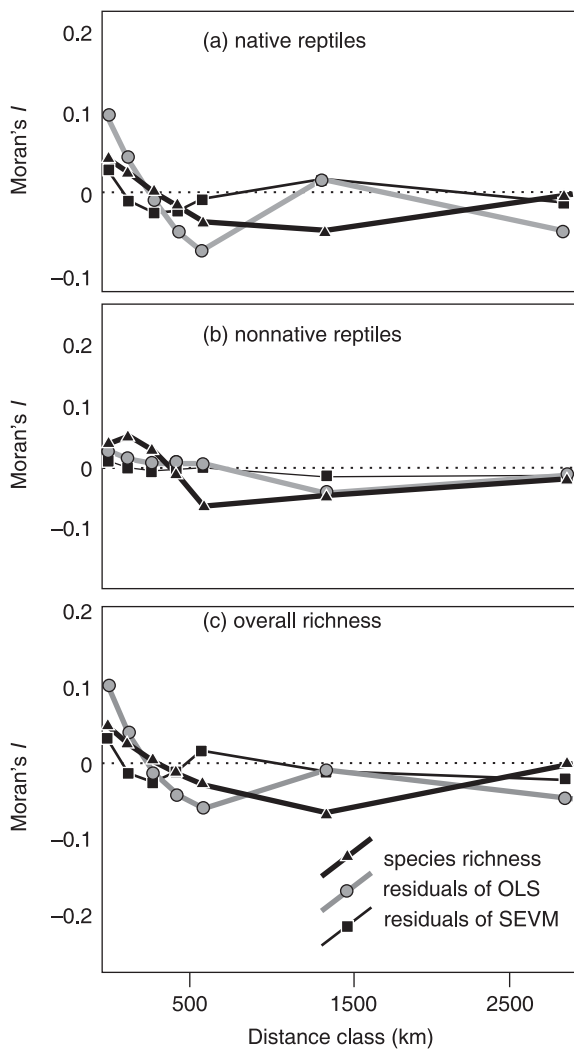 (a) native reptiles
0.2
0.1
0
–0.1
Moran's I
(b) nonnative reptiles
0.2
0.1
0
–0.1
Moran's I
(c) overall richness
0.2
0.1
0
–0.1
–0.2
Moran's I
species richness
residuals of OLS
residuals of SEVM
500 1500 2500
Distance class (km)